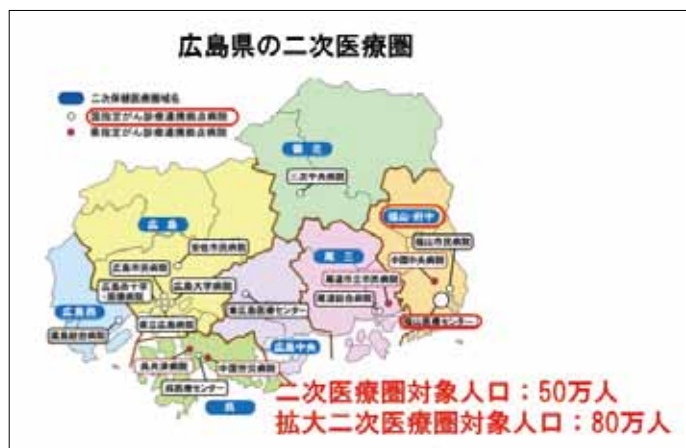 広島県の二次医療圏
二次保健医療圏域名
国指定がん診療連携拠点病院
県指定がん診療連携拠点病院
備北
三次中央病院
広島
福山・府中
安佐市民病院
福山市民病院
尾三
中国中央病院
広島市民病院
尾道市立市民病院
広島赤十字
・原爆病院
広島大学病院
尾道総合病院
東広島医療センター
広島西
県立広島病院
福山医療センター
廣島総合病院
広島中央
呉共済病院
中国労災病院
呉医療センター
呉
二次医療圏対象人口：50万人
拡大二次医療圏対象人口：80万人